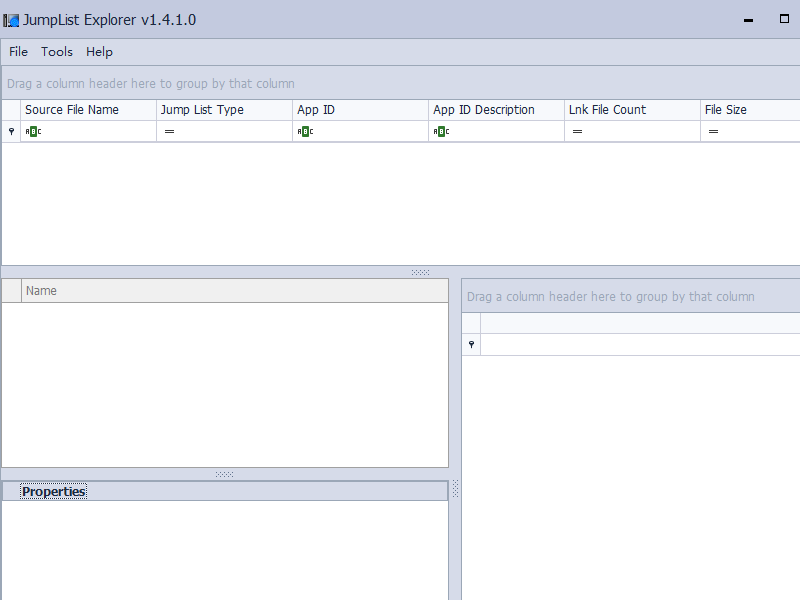 JumpList Explorer v1.4.1.0
File Tools Help
Drag a column header here to group by that column
Source File Name Jump List Type App ID App ID Description Lnk File Count File Size
ABC = ABC ABC = =
Name
Drag a column header here to group by that column
Properties